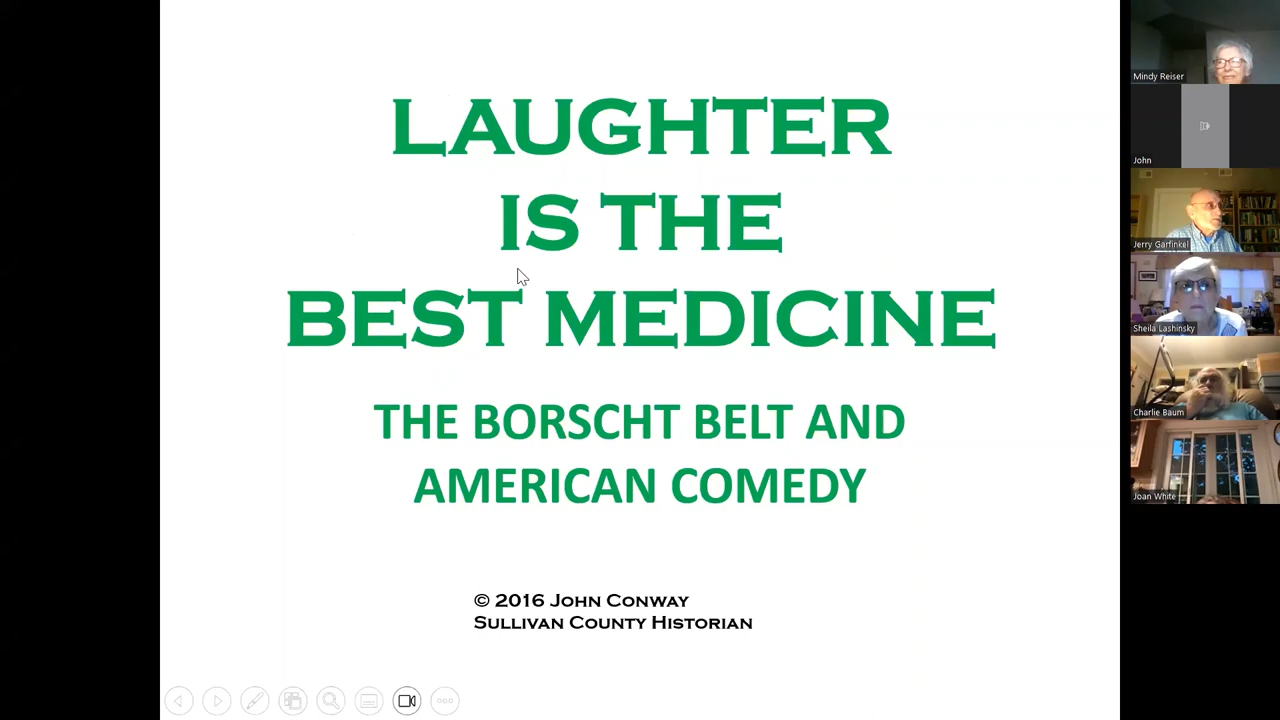 LAUGHTER
IS THE
BEST MEDICINE
THE BORSCHT BELT AND
AMERICAN COMEDY
© 2016 John Conway
Sullivan County Historian
Mindy Reiser
John
Jerry Garfinkel
Sheila Lashinsky
Charlie Baum
Joan White